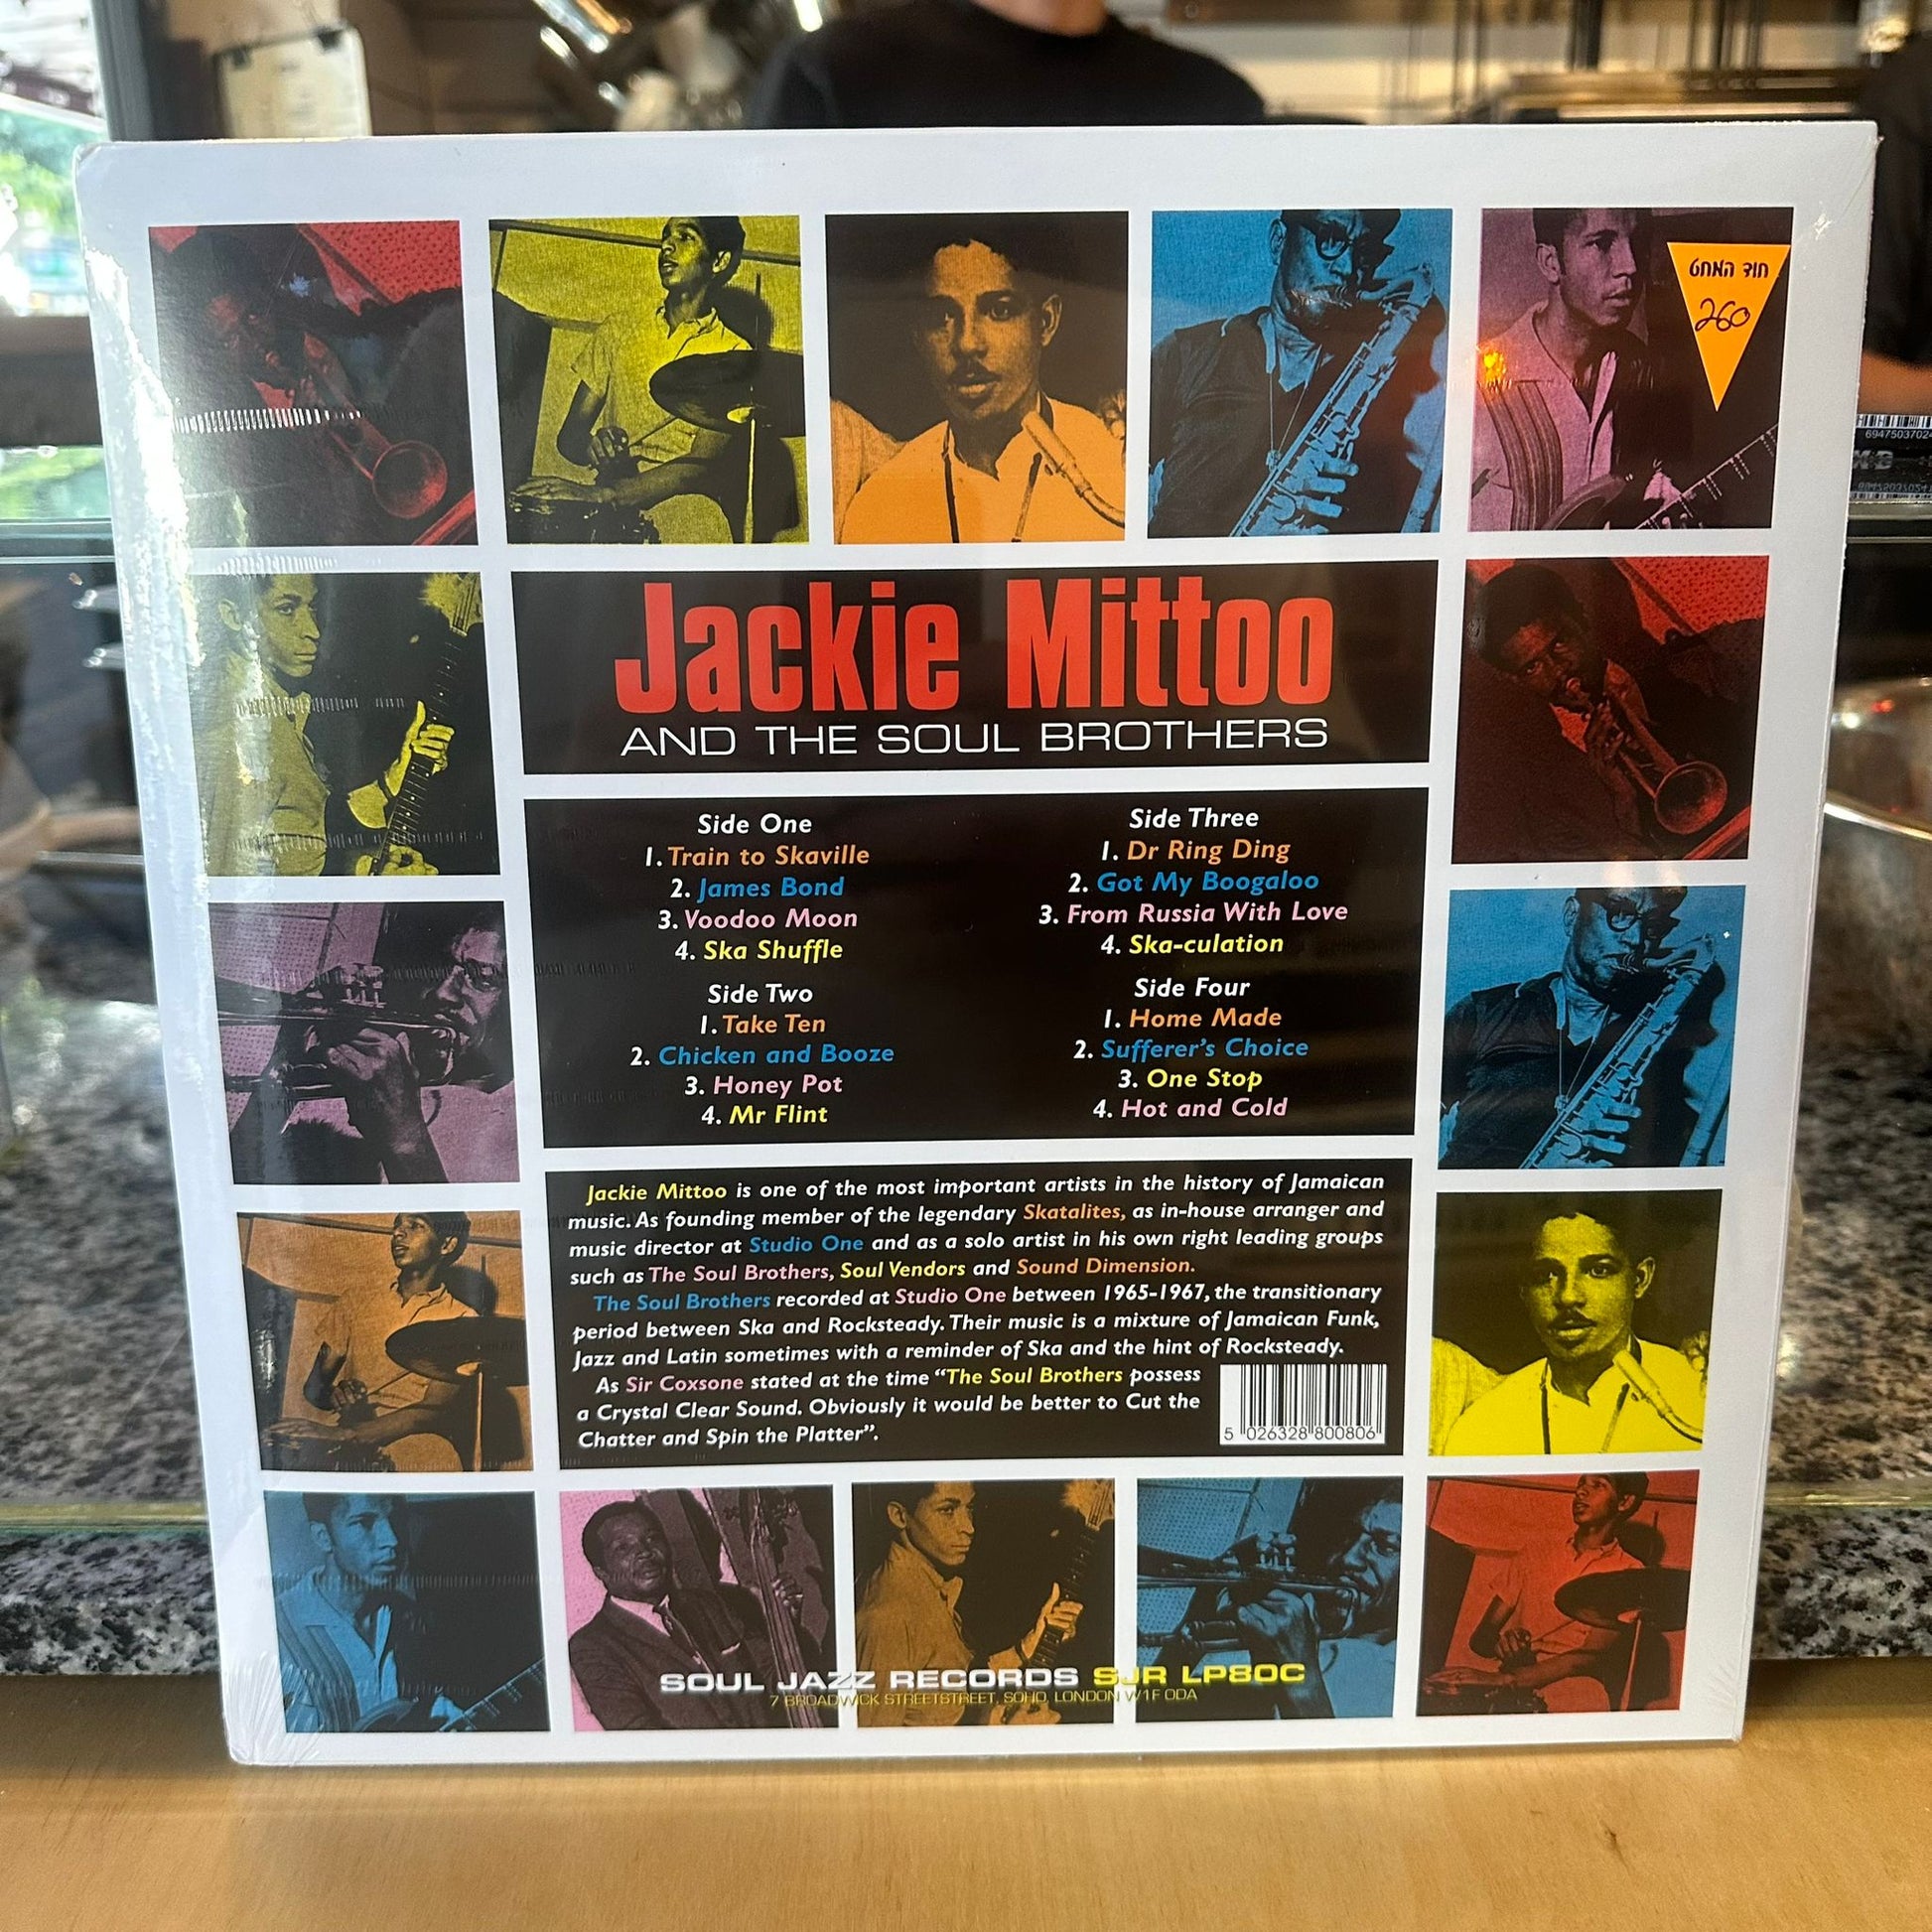 חוד המחט
260
Jackie Mittoo
AND THE SOUL BROTHERS
Side One
1. Train to Skaville
2. James Bond
3. Voodoo Moon
4. Ska Shuffle
Side Two
1. Take Ten
2. Chicken and Booze
3. Honey Pot
4. Mr Flint
Side Three
1. Dr Ring Ding
2. Got My Boogaloo
3. From Russia With Love
4. Ska-culation
Side Four
1. Home Made
2. Sufferer's Choice
3. One Stop
4. Hot and Cold
Jackie Mittoo is one of the most important artists in the history of Jamaican
music. As founding member of the legendary Skatalites, as in-house arranger and
music director at Studio One and as a solo artist in his own right leading groups
such as The Soul Brothers, Soul Vendors and Sound Dimension.
The Soul Brothers recorded at Studio One between 1965-1967, the transitionary
period between Ska and Rocksteady. Their music is a mixture of Jamaican Funk,
Jazz and Latin sometimes with a reminder of Ska and the hint of Rocksteady.
As Sir Coxsone stated at the time "The Soul Brothers possess
a Crystal Clear Sound. Obviously it would be better to Cut the
Chatter and Spin the Platter".
5 026328 800806
SOUL JAZZ RECORDS SJR LP80C
7 BROADWICK STREETSTREET, SOHO, LONDON W1F 0DA